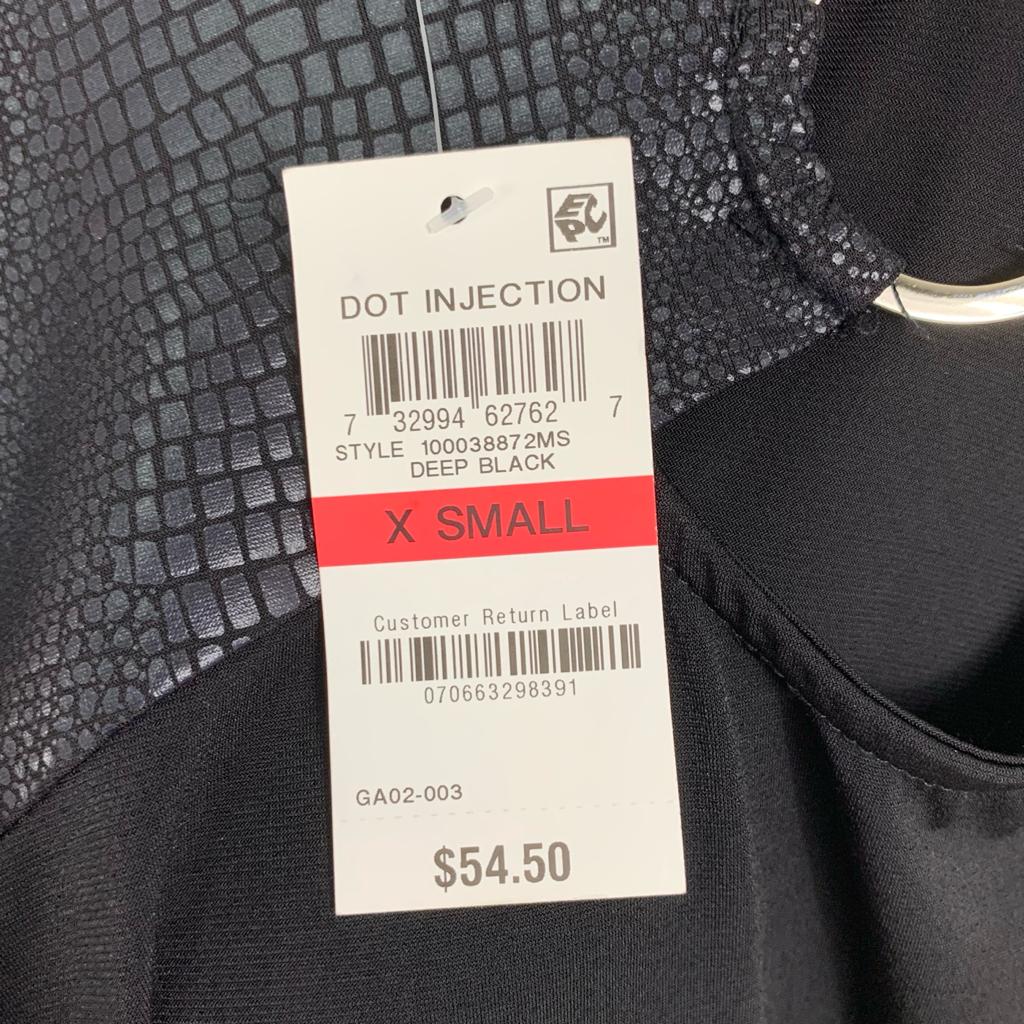 EPC
TM
DOT INJECTION
7 32994 62762 7
STYLE 100038872MS
DEEP BLACK
X SMALL
Customer Return Label
070663298391
GA02-003
$54.50